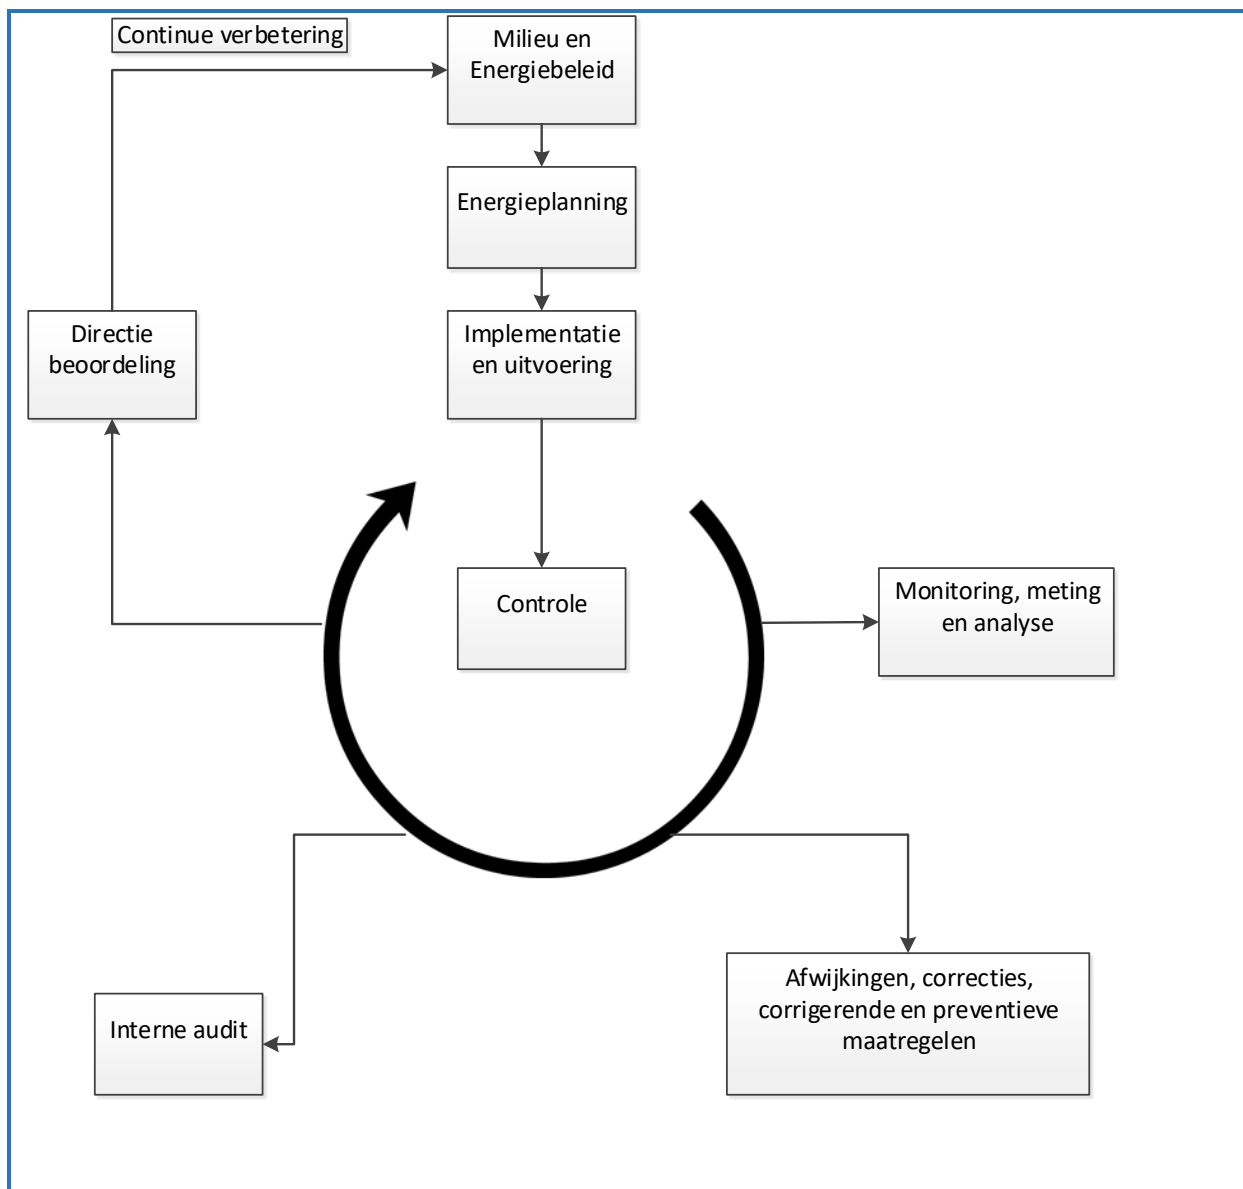 Continue verbetering
Milieu en
Energiebeleid
Energieplanning
Directie
beoordeling
Implementatie
en uitvoering
Controle
Monitoring, meting
en analyse
Interne audit
Afwijkingen, correcties,
corrigerende en preventieve
maatregelen